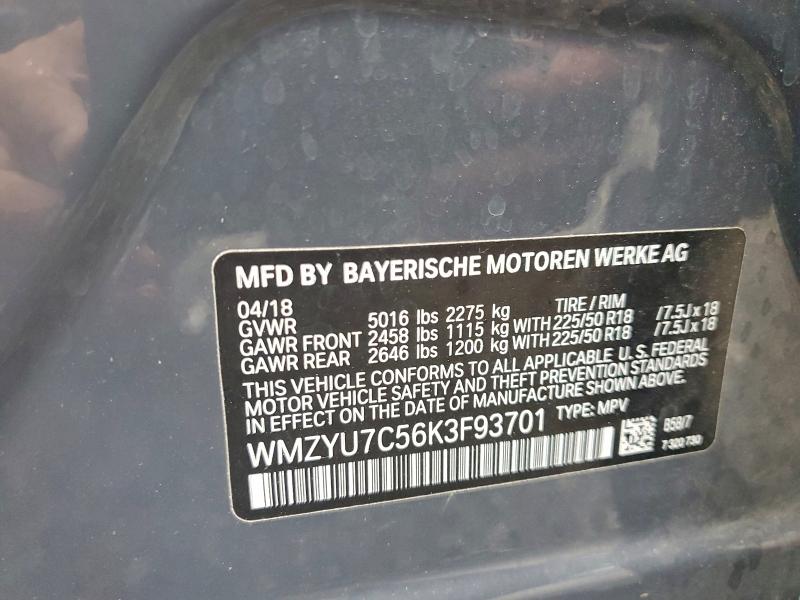 MFD BY BAYERISCHE MOTOREN WERKE AG
04/18 TIRE / RIM
GVWR 5016 lbs 2275 kg
GAWR FRONT 2458 lbs 1115 kg WITH 225/50 R18 /7.5J x 18
GAWR REAR 2646 lbs 1200 kg WITH 225/50 R18 /7.5J x 18
THIS VEHICLE CONFORMS TO ALL APPLICABLE U.S. FEDERAL
MOTOR VEHICLE SAFETY AND THEFT PREVENTION STANDARDS
IN EFFECT ON THE DATE OF MANUFACTURE SHOWN ABOVE.
WMZYU7C56K3F93701 TYPE: MPV
B58/7
7 320 730